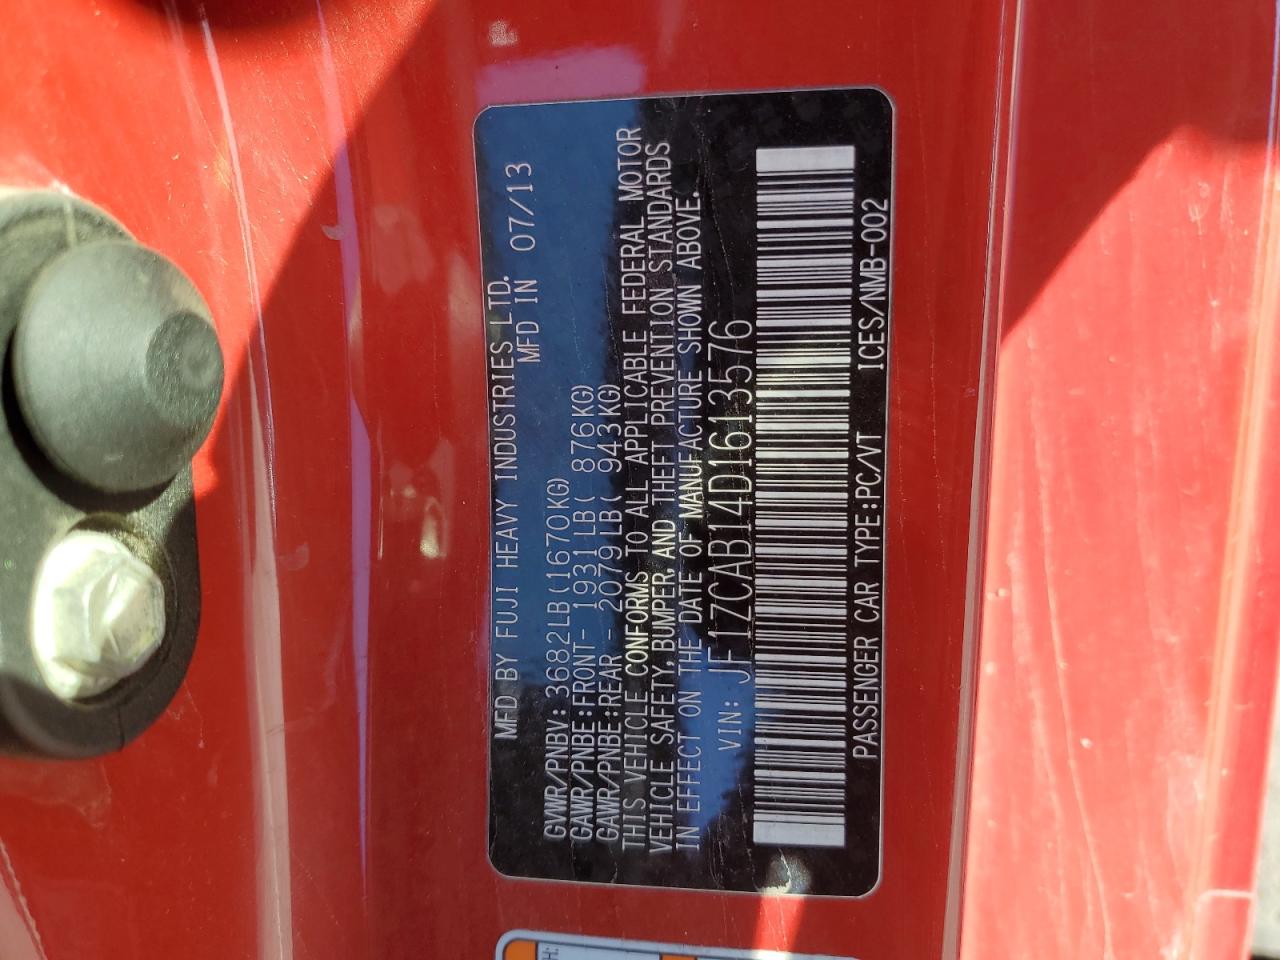 MFD BY FUJI HEAVY INDUSTRIES LTD.
MFD IN 07/13
GVWR/PNBV: 3682LB(1670KG)
GAWR/PNBE:FRONT- 1931LB( 876KG)
GAWR/PNBE:REAR - 2079LB( 943KG)
THIS VEHICLE CONFORMS TO ALL APPLICABLE FEDERAL MOTOR
VEHICLE SAFETY, BUMPER, AND THEFT PREVENTION STANDARDS
IN EFFECT ON THE DATE OF MANUFACTURE SHOWN ABOVE.
VIN: JF1ZCAB14D1613576
PASSENGER CAR TYPE:PC/VT ICES/NMB-002